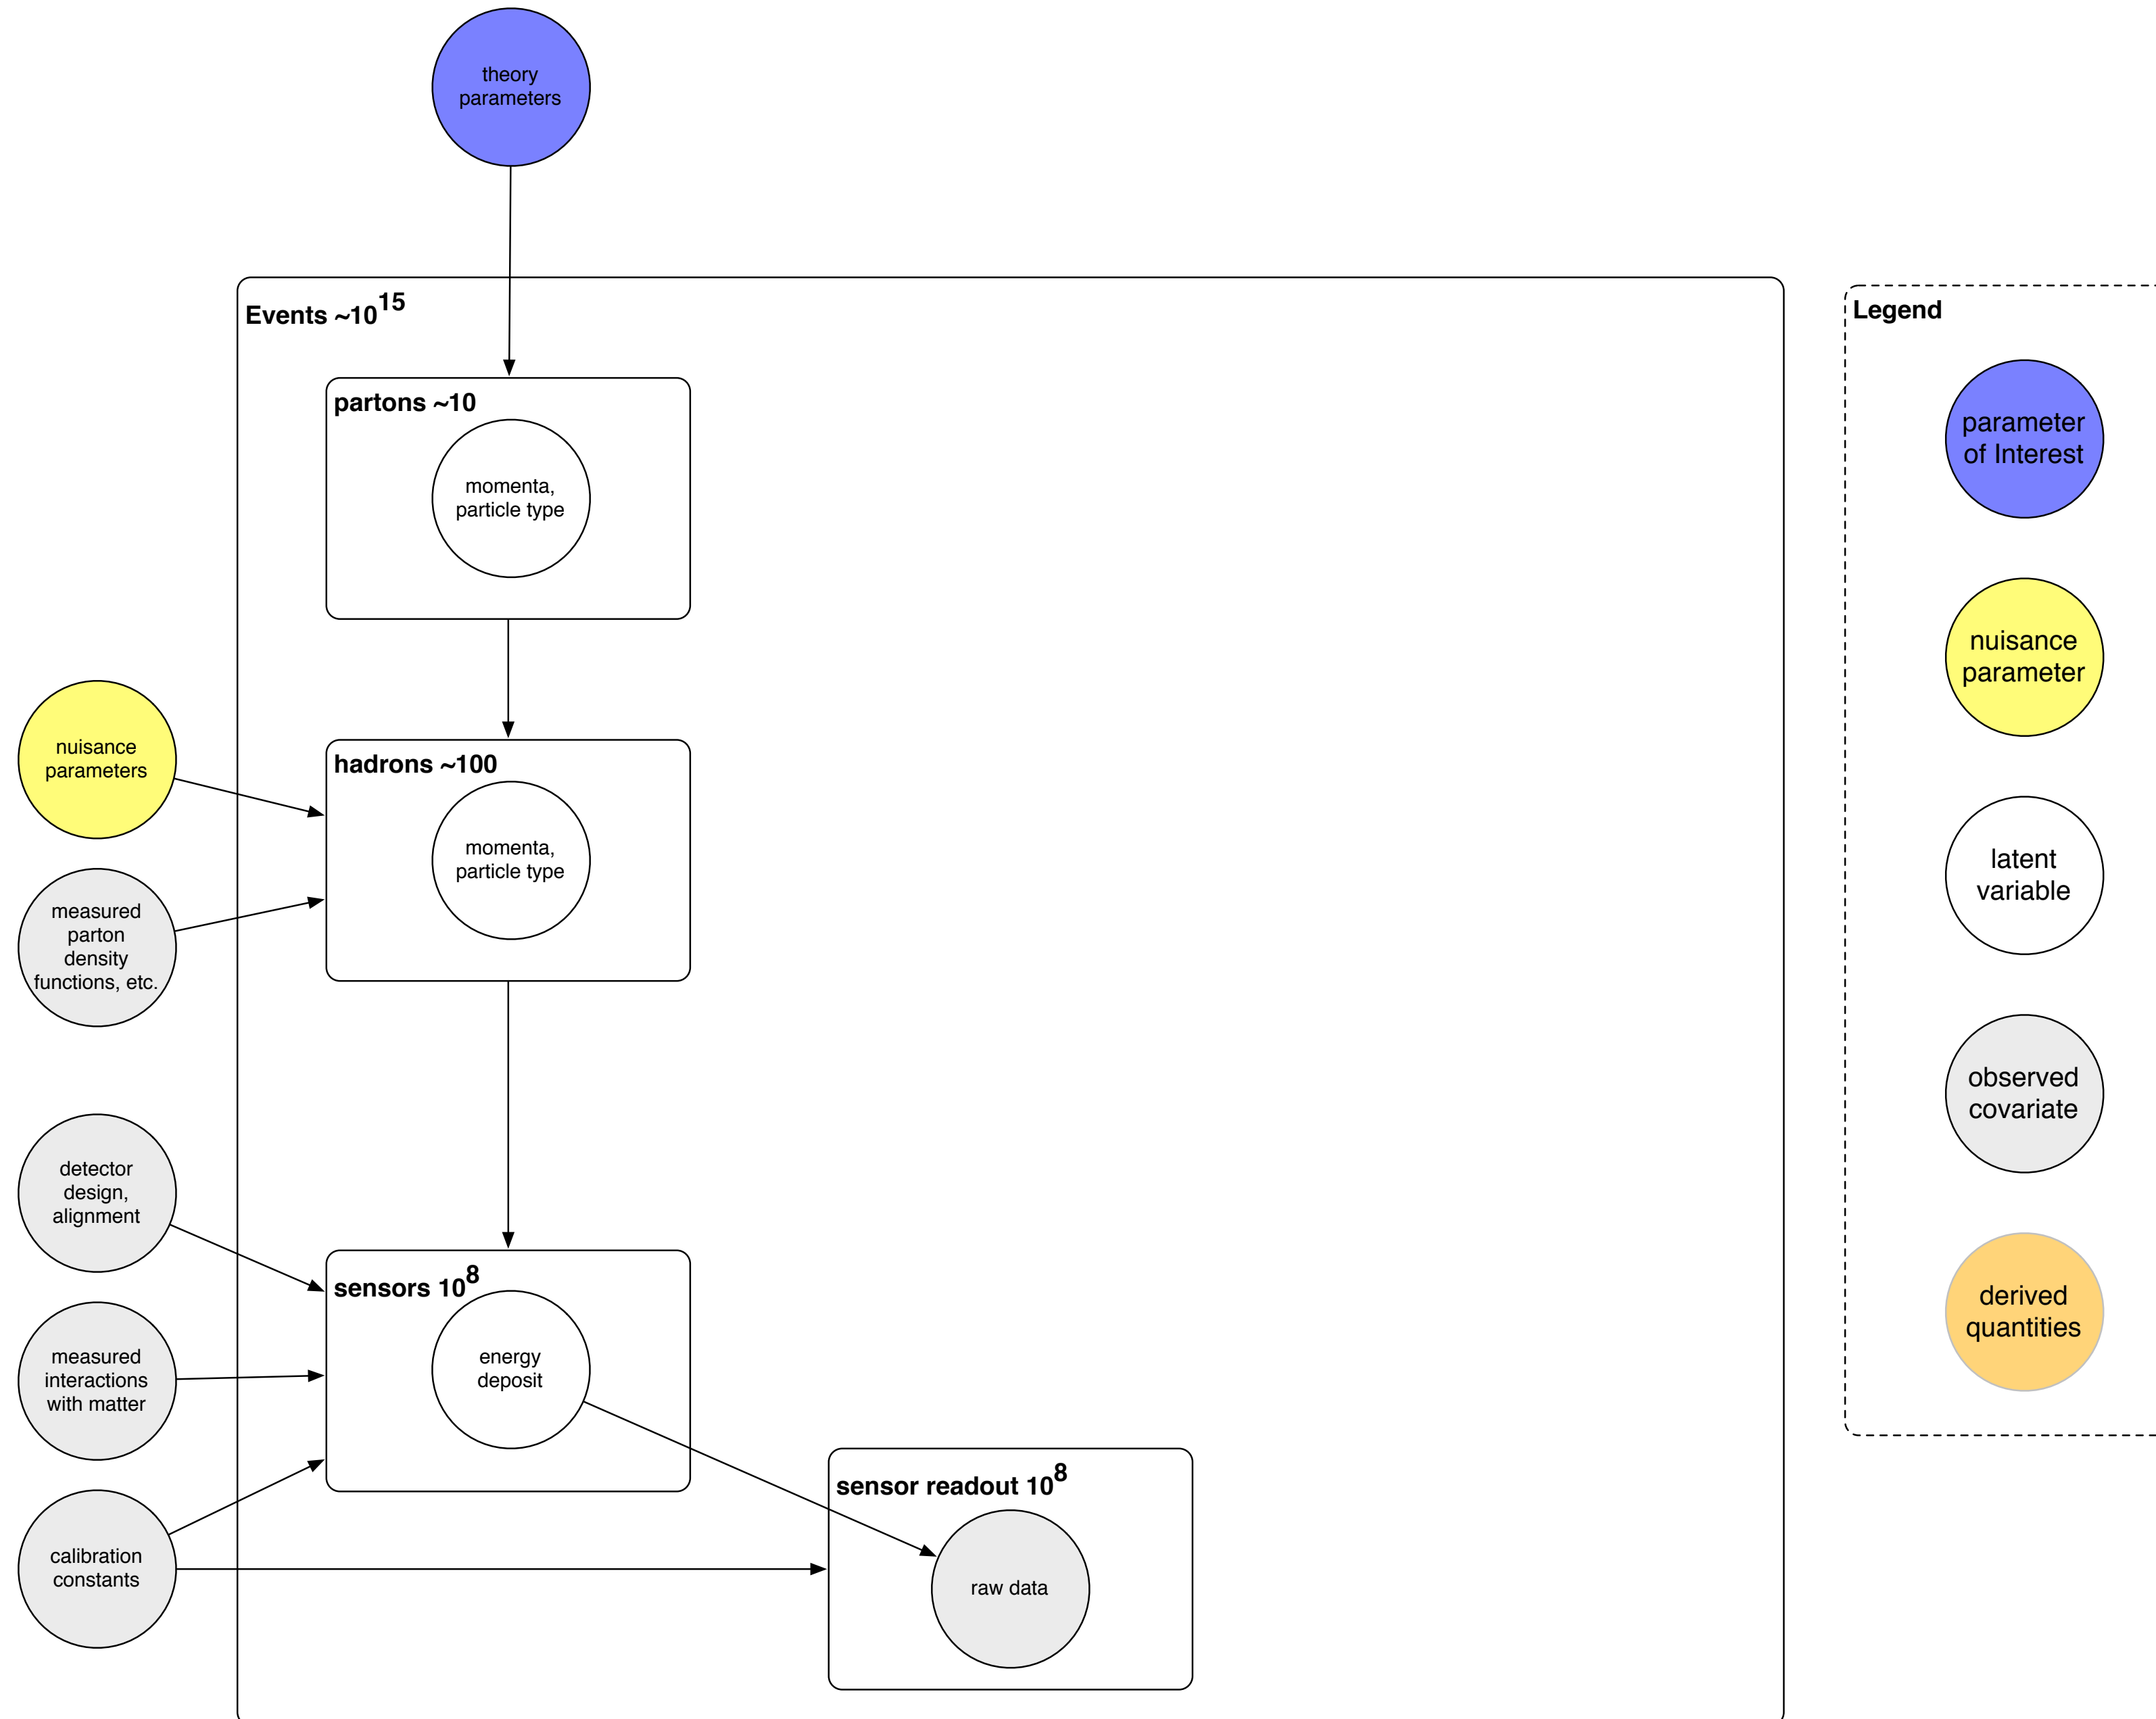 theory
parameters
Events ~10^15
partons ~10
momenta,
particle type
nuisance
parameters
hadrons ~100
momenta,
particle type
measured
parton
density
functions, etc.
detector
design,
alignment
sensors 10^8
energy
deposit
measured
interactions
with matter
sensor readout 10^8
raw data
calibration
constants
Legend
parameter
of Interest
nuisance
parameter
latent
variable
observed
covariate
derived
quantities